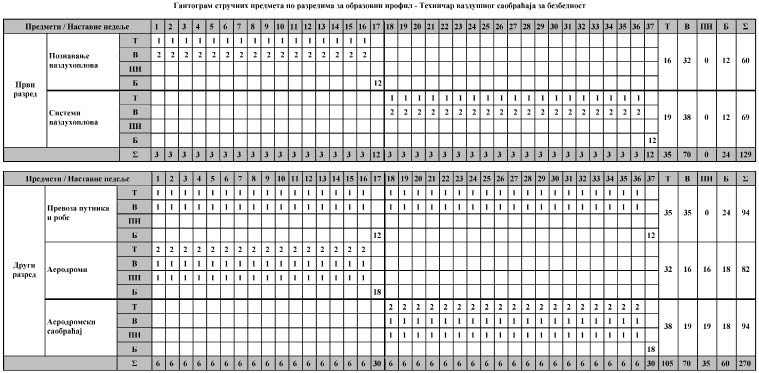 Гантограм стручних предмета по разредима за образовни профил - Техничар ваздушног саобраћаја за безбедност
Предмети / Наставне недеље 1 2 3 4 5 6 7 8 9 10 11 12 13 14 15 16 17 18 19 20 21 22 23 24 25 26 27 28 29 30 31 32 33 34 35 36 37 Т В ПН Б Σ
Први разред
Познавање ваздухоплова
Т 1 1 1 1 1 1 1 1 1 1 1 1 1 1 1 1
В 2 2 2 2 2 2 2 2 2 2 2 2 2 2 2 2
ПН
Б 12
16 32 0 12 60
Системи ваздухоплова
Т 1 1 1 1 1 1 1 1 1 1 1 1 1 1 1 1 1 1 1
В 2 2 2 2 2 2 2 2 2 2 2 2 2 2 2 2 2 2 2
ПН
Б 12
19 38 0 12 69
Σ 3 3 3 3 3 3 3 3 3 3 3 3 3 3 3 3 12 3 3 3 3 3 3 3 3 3 3 3 3 3 3 3 3 3 3 3 12 35 70 0 24 129
Предмети / Наставне недеље 1 2 3 4 5 6 7 8 9 10 11 12 13 14 15 16 17 18 19 20 21 22 23 24 25 26 27 28 29 30 31 32 33 34 35 36 37 Т В ПН Б Σ
Други разред
Превоз путника и робе
Т 1 1 1 1 1 1 1 1 1 1 1 1 1 1 1 1 1 1 1 1 1 1 1 1 1 1 1 1 1 1 1 1 1 1 1
В 1 1 1 1 1 1 1 1 1 1 1 1 1 1 1 1 1 1 1 1 1 1 1 1 1 1 1 1 1 1 1 1 1 1 1
ПН
Б 12 12
35 35 0 24 94
Аеродроми
Т 2 2 2 2 2 2 2 2 2 2 2 2 2 2 2 2
В 1 1 1 1 1 1 1 1 1 1 1 1 1 1 1 1
ПН 1 1 1 1 1 1 1 1 1 1 1 1 1 1 1 1
Б 18
32 16 16 18 82
Аеродромски саобраћај
Т 2 2 2 2 2 2 2 2 2 2 2 2 2 2 2 2 2 2 2
В 1 1 1 1 1 1 1 1 1 1 1 1 1 1 1 1 1 1 1
ПН 1 1 1 1 1 1 1 1 1 1 1 1 1 1 1 1 1 1 1
Б 18
38 19 19 18 94
Σ 6 6 6 6 6 6 6 6 6 6 6 6 6 6 6 6 30 6 6 6 6 6 6 6 6 6 6 6 6 6 6 6 6 6 6 6 30 105 70 35 60 270